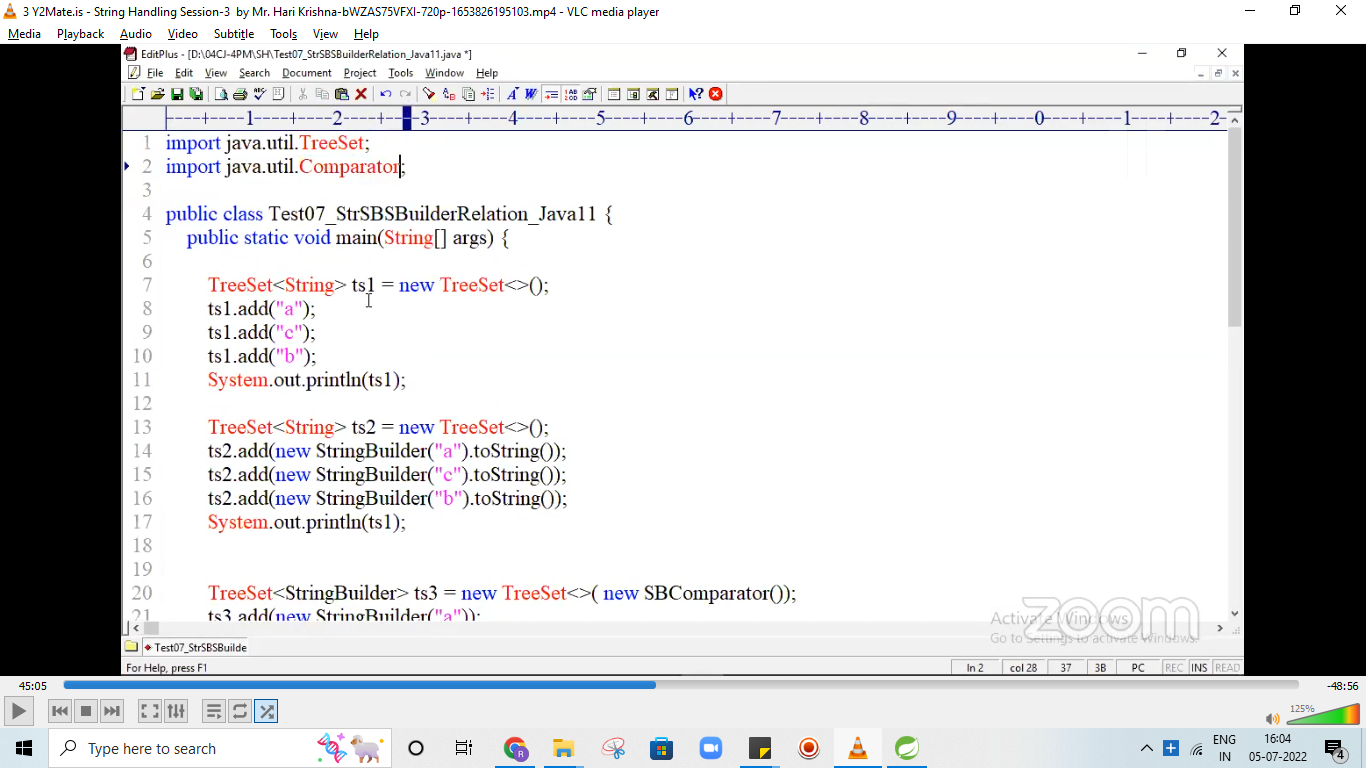 3 Y2Mate.is - String Handling Session-3 by Mr. Hari Krishna-bWZAS75VFXI-720p-1653826195103.mp4 - VLC media player
Media Playback Audio Video Subtitle Tools View Help
EditPlus - [D:\04CJ-4PM\SH\Test07_StrSBSBuilderRelation_Java11.java *]
File Edit View Search Document Project Tools Window Help
----+----1----+----2----+----3----+----4----+----5----+----6----+----7----+----8----+----9----+----0----+----1----+----2-
1 import java.util.TreeSet;
2 import java.util.Comparator;
3
4 public class Test07_StrSBSBuilderRelation_Java11 {
5 public static void main(String[] args) {
6
7 TreeSet<String> ts1 = new TreeSet<>();
8 ts1.add("a");
9 ts1.add("c");
10 ts1.add("b");
11 System.out.println(ts1);
12
13 TreeSet<String> ts2 = new TreeSet<>();
14 ts2.add(new StringBuilder("a").toString());
15 ts2.add(new StringBuilder("c").toString());
16 ts2.add(new StringBuilder("b").toString());
17 System.out.println(ts1);
18
19
20 TreeSet<StringBuilder> ts3 = new TreeSet<>( new SBComparator());
21 ts3.add(new StringBuilder("a"));
Activate Windows
Go to Settings to activate Windows.
zoom
Test07_StrSBSBuilde
For Help, press F1
ln 2 col 28 37 3B PC REC INS READ
45:05
-48:56
125%
Type here to search
ENG
IN
16:04
05-07-2022
4